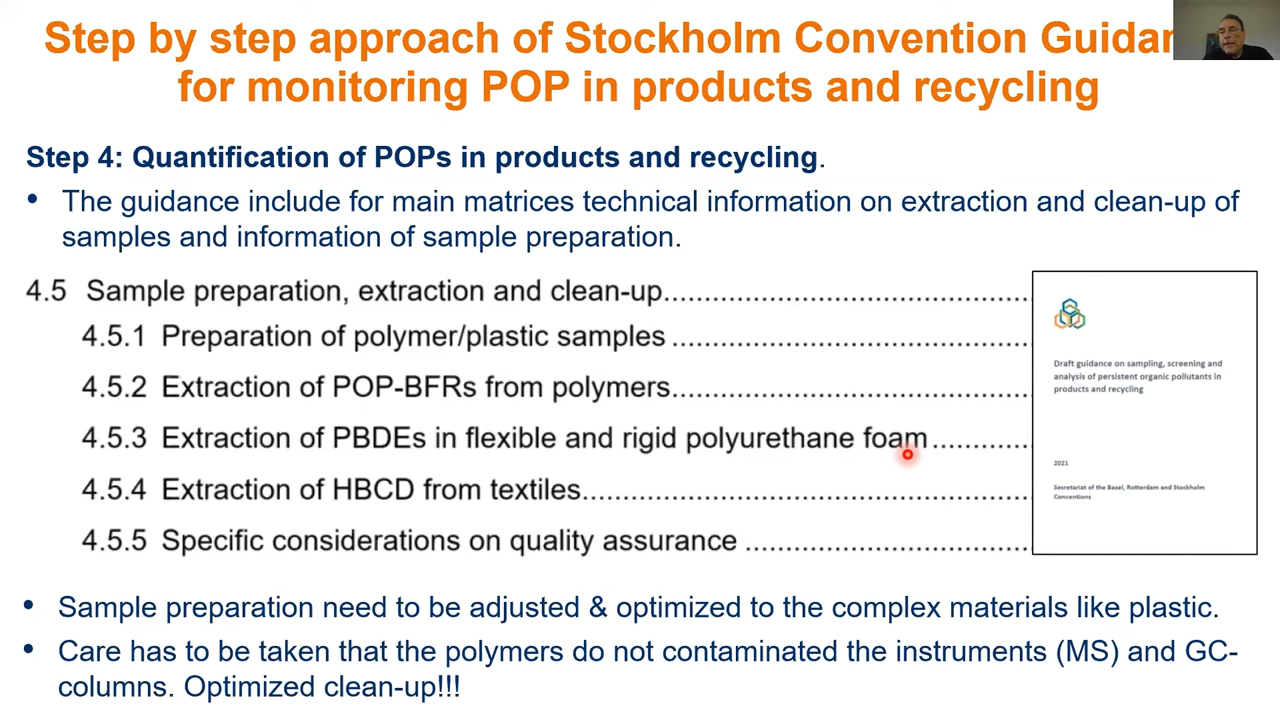 Step by step approach of Stockholm Convention Guidan
for monitoring POP in products and recycling
Step 4: Quantification of POPs in products and recycling.
• The guidance include for main matrices technical information on extraction and clean-up of
samples and information of sample preparation.
4.5 Sample preparation, extraction and clean-up....................................
4.5.1 Preparation of polymer/plastic samples ...................................
4.5.2 Extraction of POP-BFRs from polymers...................................
4.5.3 Extraction of PBDEs in flexible and rigid polyurethane foam..........
4.5.4 Extraction of HBCD from textiles............................................
4.5.5 Specific considerations on quality assurance ............................
Draft guidance on sampling, screening and
analysis of persistent organic pollutants in
products and recycling
2021
Secretariat of the Basel, Rotterdam and Stockholm
Conventions
• Sample preparation need to be adjusted & optimized to the complex materials like plastic.
• Care has to be taken that the polymers do not contaminated the instruments (MS) and GC-
columns. Optimized clean-up!!!